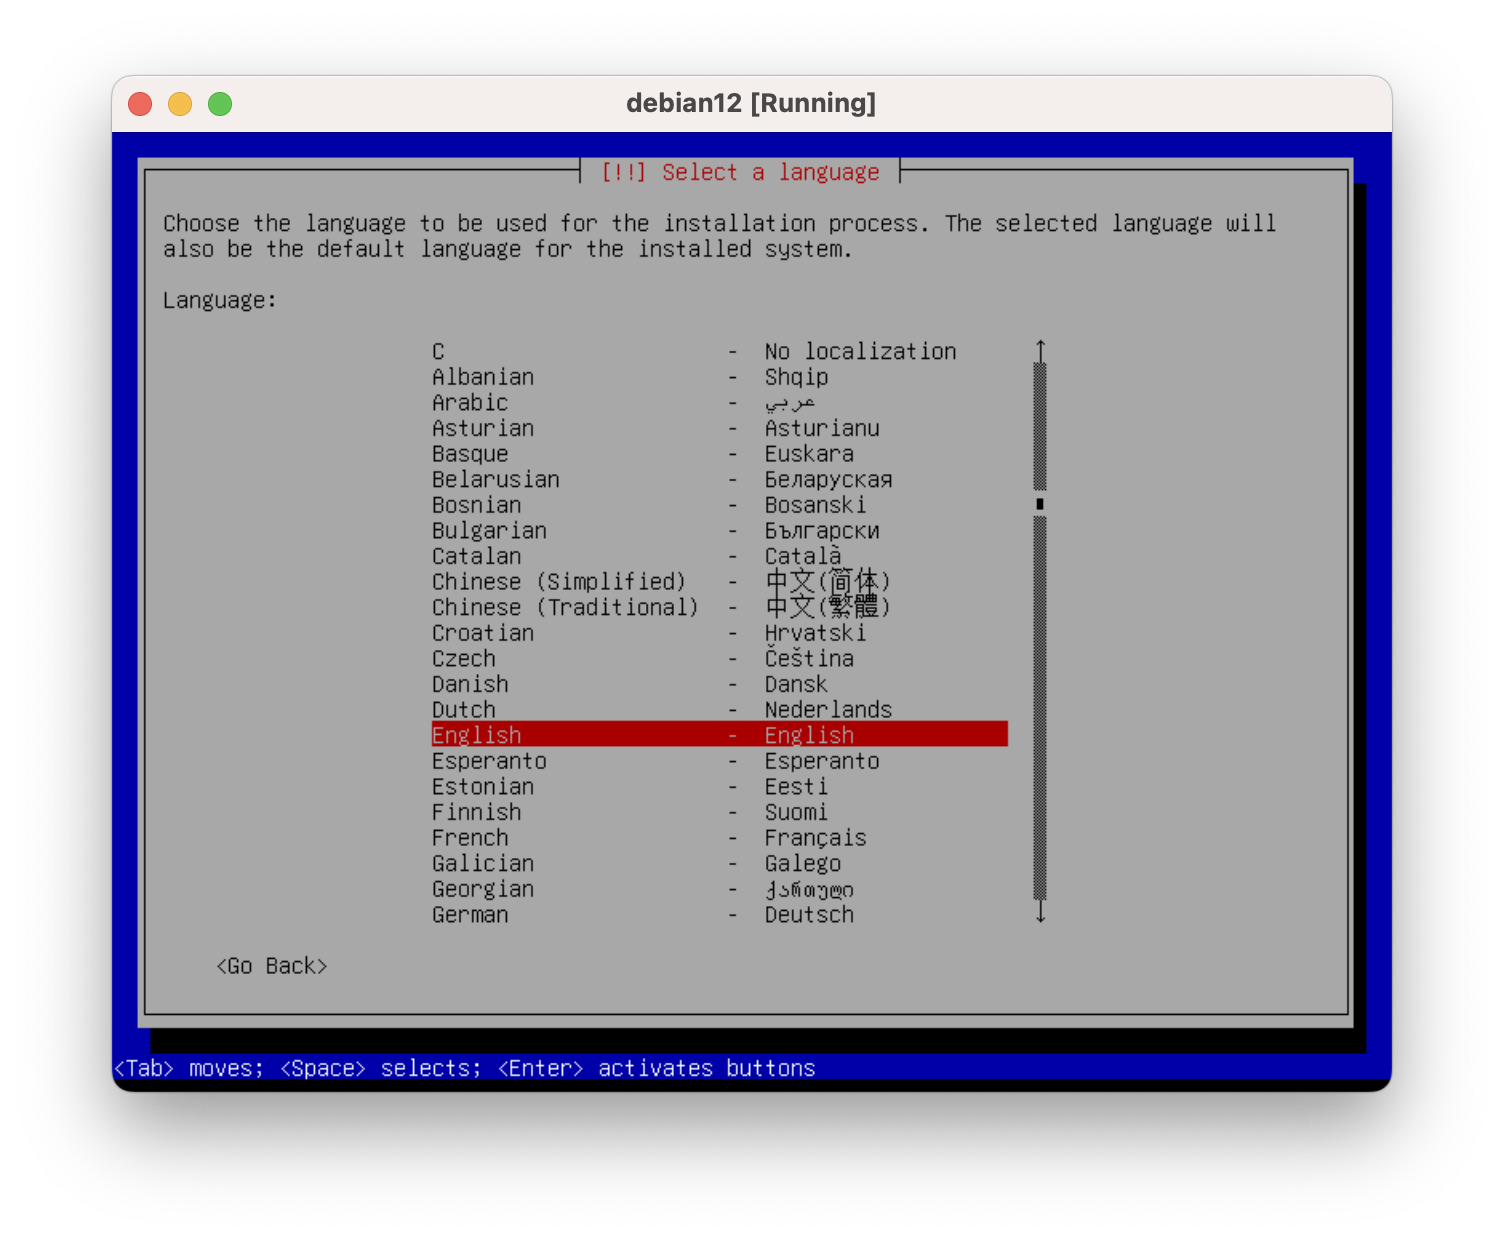 debian12 [Running]
[!!] Select a language
Choose the language to be used for the installation process. The selected language will
also be the default language for the installed system.
Language:
C - No localization
Albanian - Shqip
Arabic - عربي
Asturian - Asturianu
Basque - Euskara
Belarusian - Беларуская
Bosnian - Bosanski
Bulgarian - Български
Catalan - Català
Chinese (Simplified) - 中文(简体)
Chinese (Traditional) - 中文(繁體)
Croatian - Hrvatski
Czech - Čeština
Danish - Dansk
Dutch - Nederlands
English - English
Esperanto - Esperanto
Estonian - Eesti
Finnish - Suomi
French - Français
Galician - Galego
Georgian - ქართული
German - Deutsch
<Go Back>
<Tab> moves; <Space> selects; <Enter> activates buttons